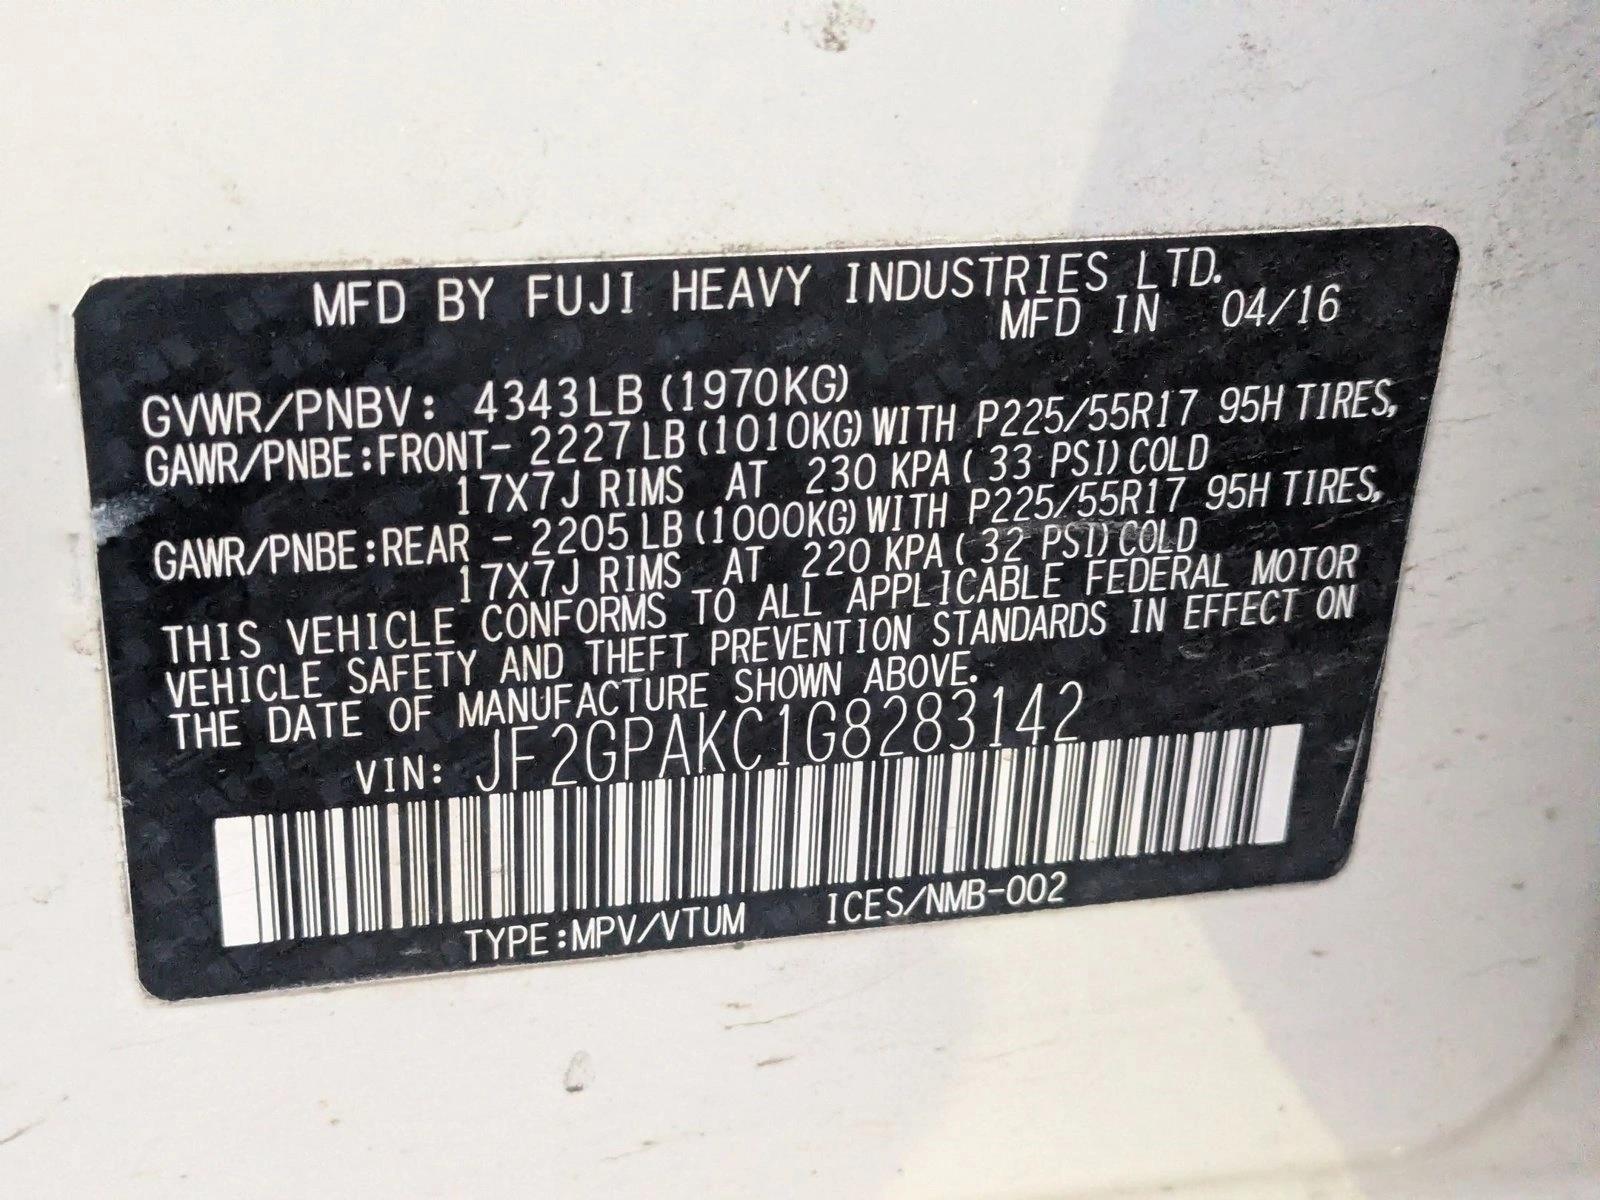 MFD BY FUJI HEAVY INDUSTRIES LTD.
MFD IN 04/16
GVWR/PNBV: 4343LB (1970KG)
GAWR/PNBE:FRONT- 2227LB(1010KG)WITH P225/55R17 95H TIRES,
17X7J RIMS AT 230 KPA( 33 PSI)COLD
GAWR/PNBE:REAR - 2205LB(1000KG)WITH P225/55R17 95H TIRES,
17X7J RIMS AT 220 KPA( 32 PSI)COLD
THIS VEHICLE CONFORMS TO ALL APPLICABLE FEDERAL MOTOR
VEHICLE SAFETY AND THEFT PREVENTION STANDARDS IN EFFECT ON
THE DATE OF MANUFACTURE SHOWN ABOVE.
VIN: JF2GPAKC1G8283142
TYPE:MPV/VTUM ICES/NMB-002